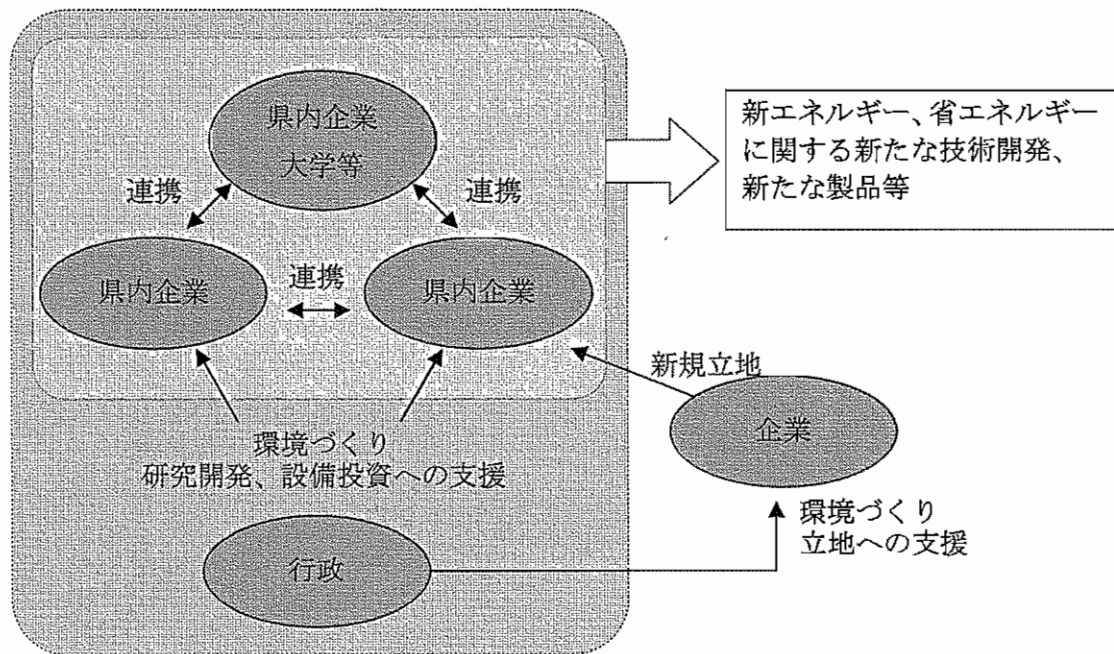 県内企業
大学等
連携
連携
県内企業
連携
県内企業
新エネルギー、省エネルギー
に関する新たな技術開発、
新たな製品等
新規立地
企業
環境づくり
研究開発、設備投資への支援
環境づくり
立地への支援
行政